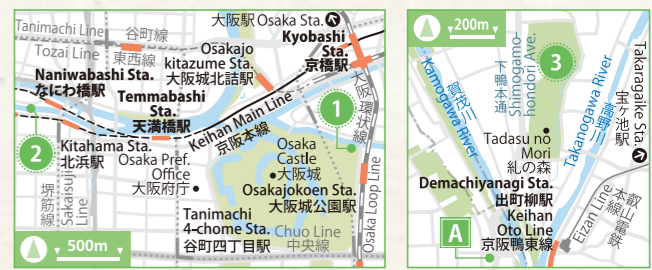 大阪駅 Osaka Sta.
Tanimachi Line 谷町線
Tozai Line 東西線
Osakajo
kitazume Sta.
大阪城北詰駅
Kyobashi
Sta.
京橋駅
Naniwabashi Sta.
なにわ橋駅
Temmabashi
Sta.
天満橋駅
Keihan Main Line
京阪本線
大阪環状線
1
2
Kitahama Sta.
北浜駅
Osaka Pref.
Office
大阪府庁
Osaka
Castle
大阪城
Osakajokoen Sta.
大阪城公園駅
堺筋線
Sakaisuji Line
Tanimachi
4-chome Sta.
谷町四丁目駅
Chuo Line
中央線
Osaka Loop Line
500m
200m
賀茂川
Kamogawa River
下鴨本通
Shimogamo-
hondori Ave.
3
Takanogawa River
高野川
Takaragaike Sta.
宝ヶ池駅
Tadasu no
Mori
糺の森
Demachiyanagi Sta.
出町柳駅
Keihan
Oto Line
京阪鴨東線
A
Eizan Line
叡山電鉄
本線